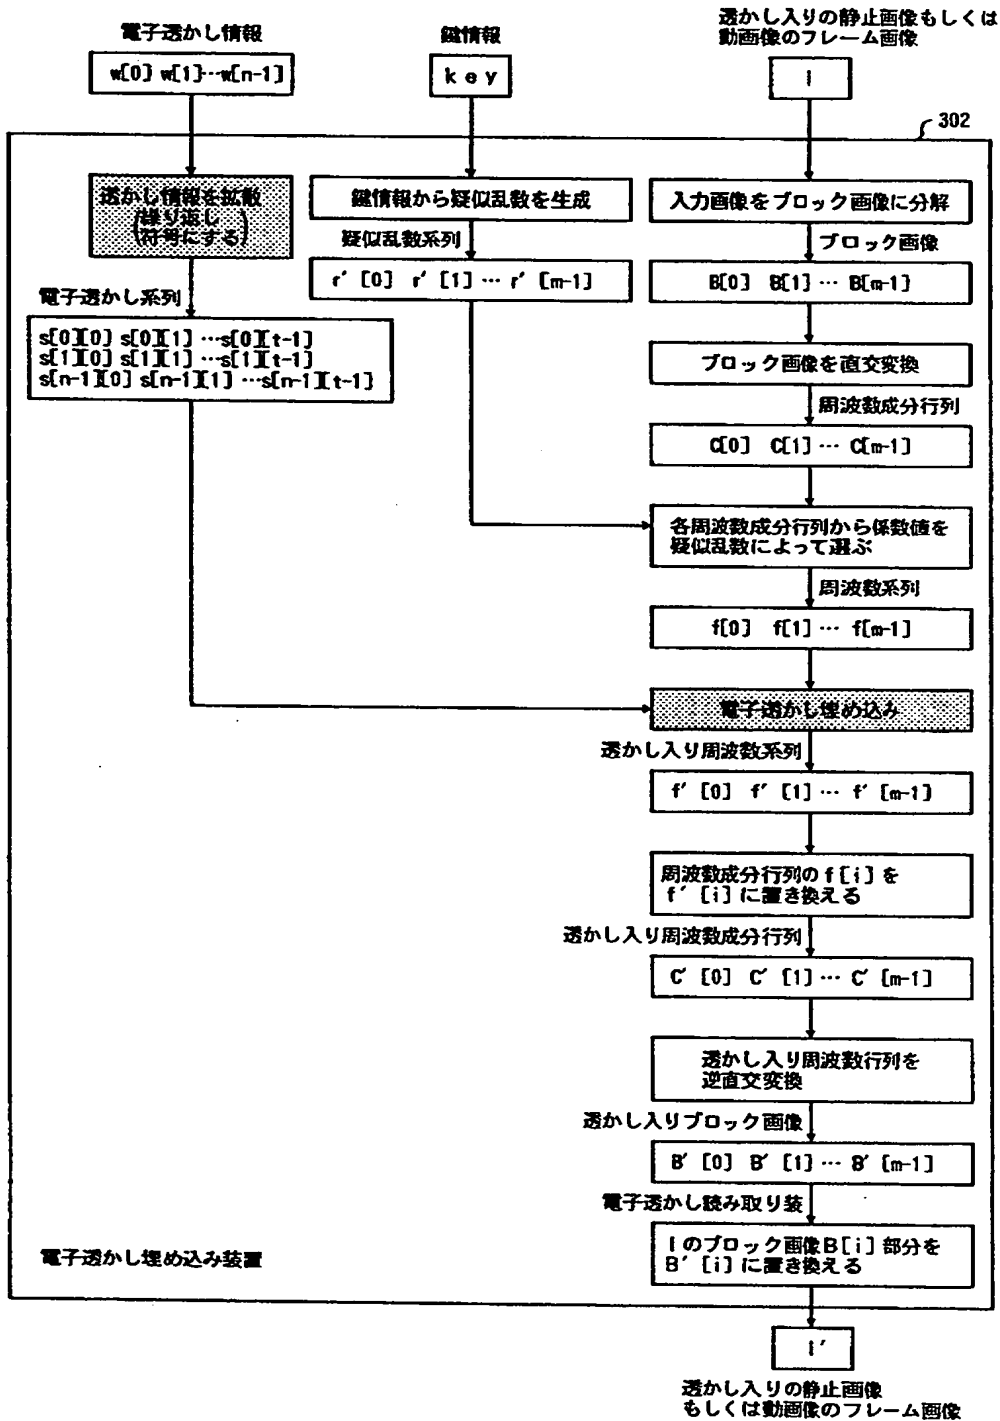 電子透かし情報
w[0] w[1]…w[n-1]
鍵情報
key
透かし入りの静止画像もしくは
動画像のフレーム画像
I
302
透かし情報を拡散
(繰り返し
符号にする)
電子透かし系列
s[0][0] s[0][1] …s[0][t-1]
s[1][0] s[1][1] …s[1][t-1]
s[n-1][0] s[n-1][1] …s[n-1][t-1]
鍵情報から疑似乱数を生成
疑似乱数系列
r′[0] r′[1] … r′[m-1]
入力画像をブロック画像に分解
ブロック画像
B[0] B[1] … B[m-1]
ブロック画像を直交変換
周波数成分行列
C[0] C[1] … C[m-1]
各周波数成分行列から係数値を
疑似乱数によって選ぶ
周波数系列
f[0] f[1] … f[m-1]
電子透かし埋め込み
透かし入り周波数系列
f′[0] f′[1] … f′[m-1]
周波数成分行列のf[i]を
f′[i]に置き換える
透かし入り周波数成分行列
C′[0] C′[1] … C′[m-1]
透かし入り周波数行列を
逆直交変換
透かし入りブロック画像
B′[0] B′[1] … B′[m-1]
電子透かし読み取り装
Iのブロック画像B[i]部分を
B′[i]に置き換える
電子透かし埋め込み装置
I′
透かし入りの静止画像
もしくは動画像のフレーム画像